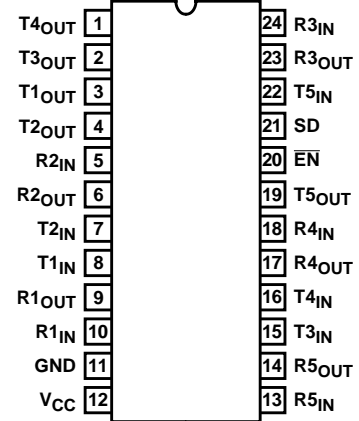 T4OUT 1 24 R3IN
T3OUT 2 23 R3OUT
T1OUT 3 22 T5IN
T2OUT 4 21 SD
R2IN 5 20 E̅N̅
R2OUT 6 19 T5OUT
T2IN 7 18 R4IN
T1IN 8 17 R4OUT
R1OUT 9 16 T4IN
R1IN 10 15 T3IN
GND 11 14 R5OUT
VCC 12 13 R5IN